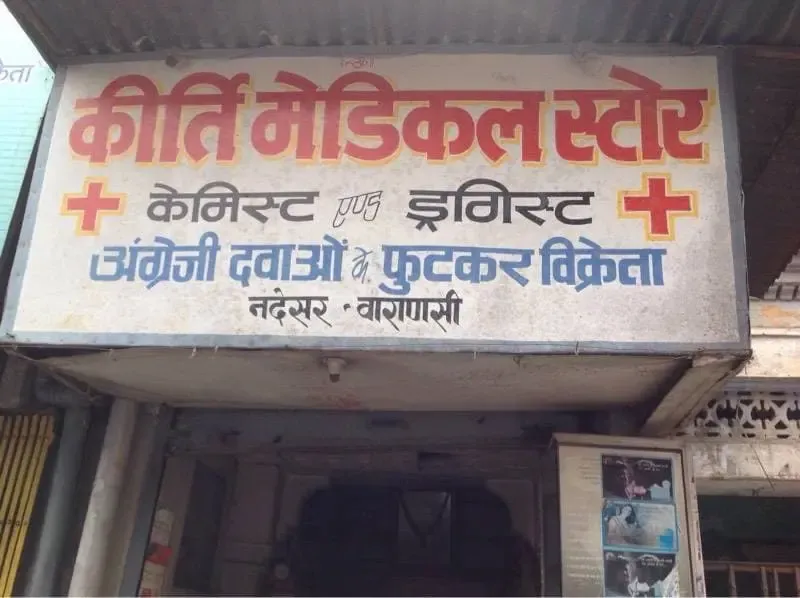 कीर्ति मेडिकल स्टोर
केमिस्ट एण्ड ड्रगिस्ट
अंग्रेजी दवाओं के फुटकर विक्रेता
नदेसर - वाराणसी